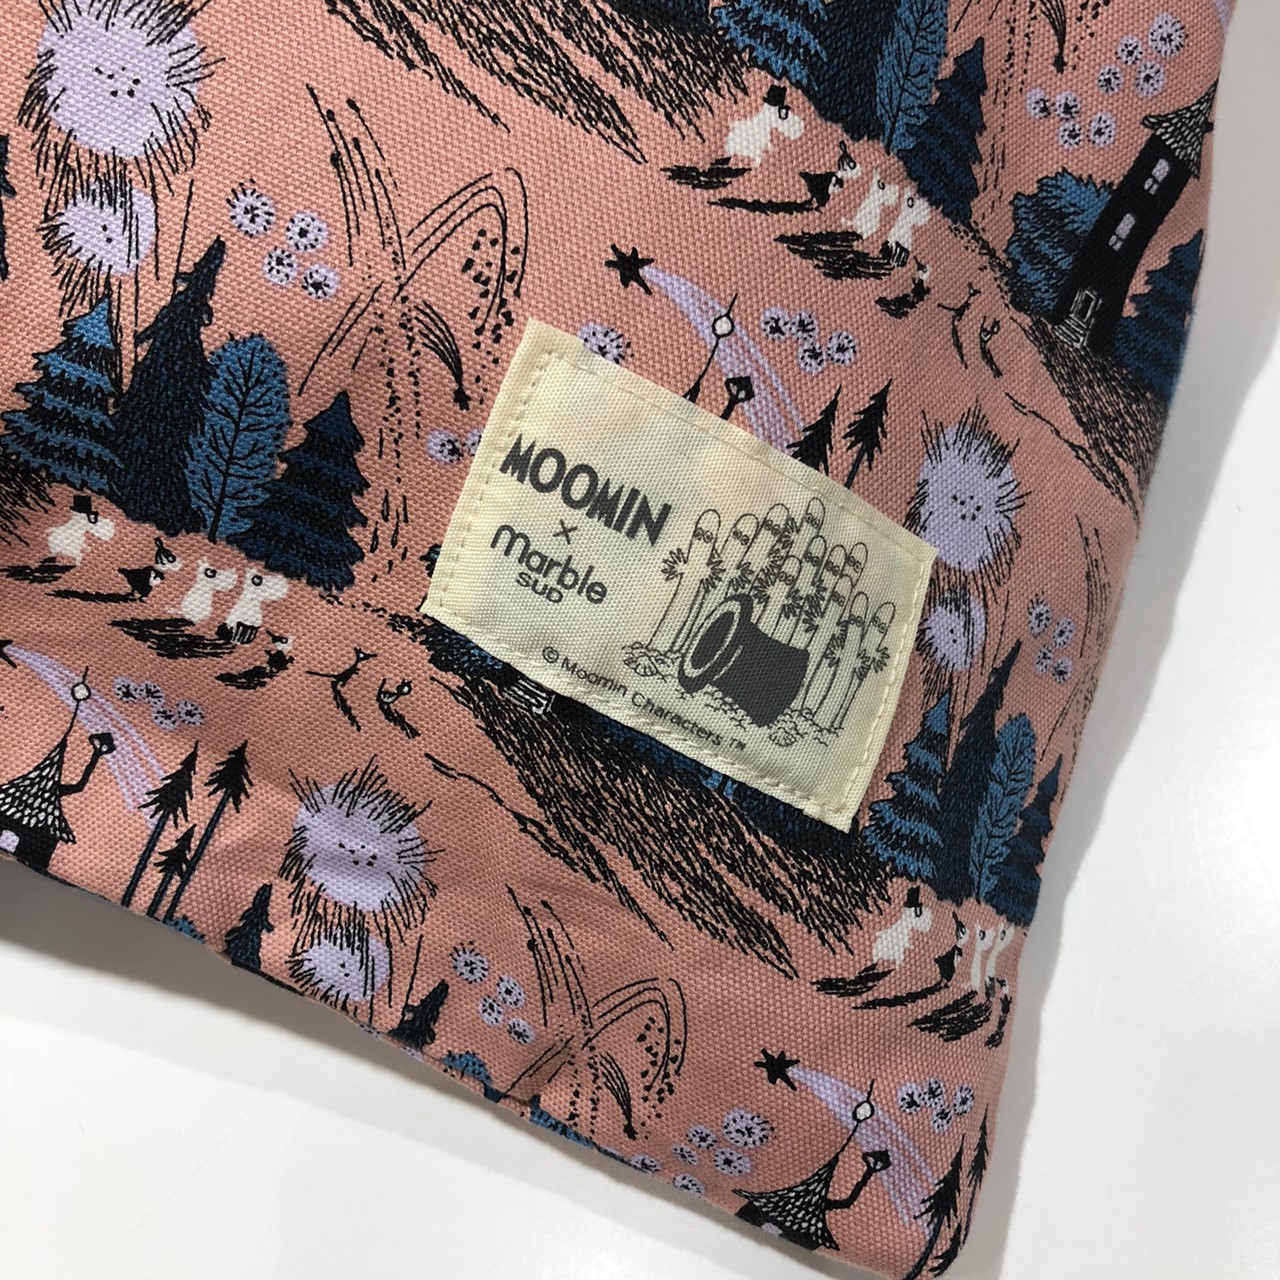 MOOMIN
×
marble
SUD
© Moomin Characters ™